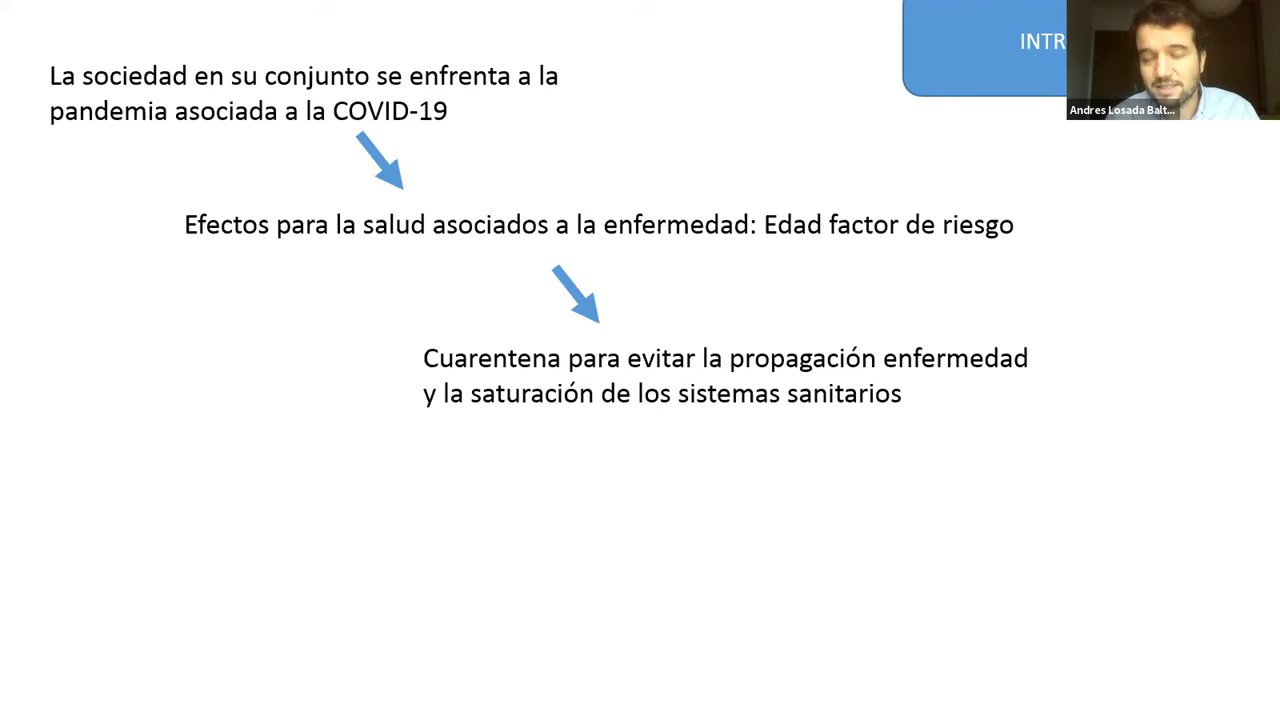 La sociedad en su conjunto se enfrenta a la
pandemia asociada a la COVID-19
INTR
Andres Losada Balt...
Efectos para la salud asociados a la enfermedad: Edad factor de riesgo
Cuarentena para evitar la propagación enfermedad
y la saturación de los sistemas sanitarios